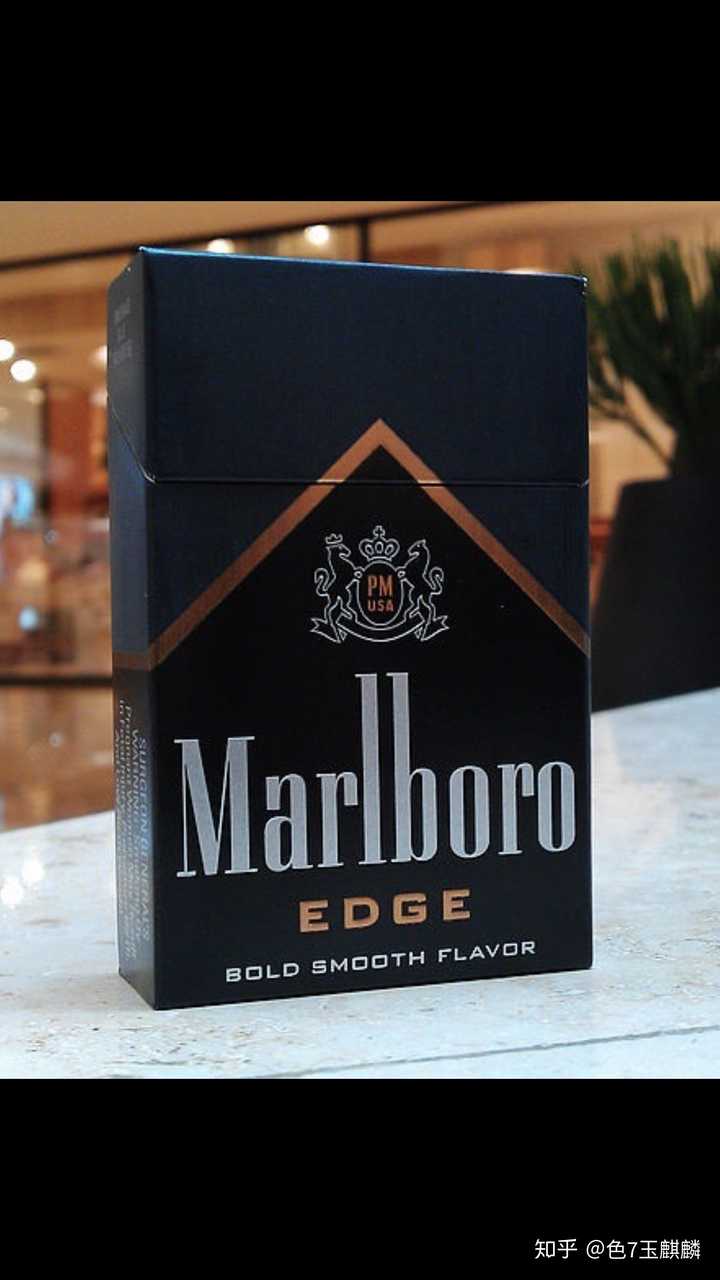 PM
USA
Marlboro
EDGE
BOLD SMOOTH FLAVOR
SURGEON GENERAL'S
WARNING:
知乎 @色7玉麒麟